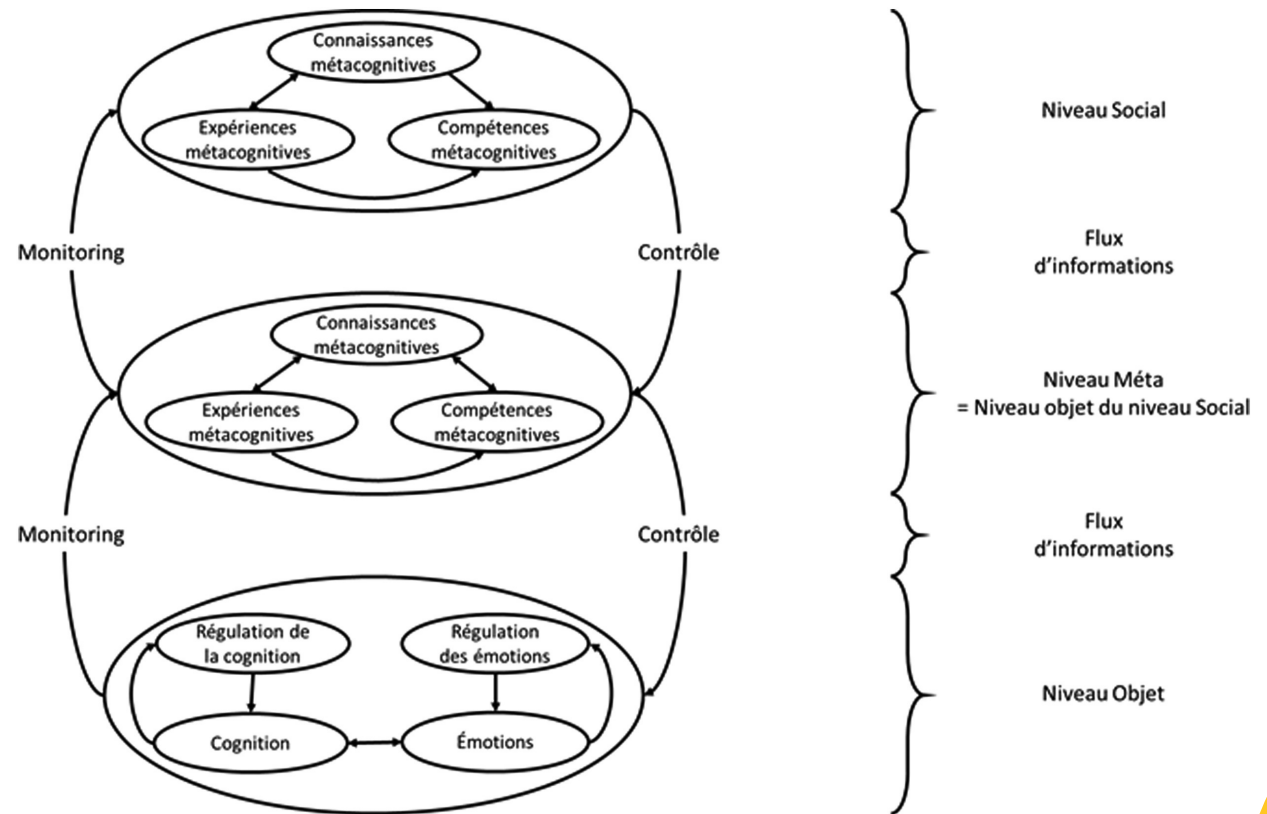 Connaissances
métacognitives
Expériences
métacognitives
Compétences
métacognitives
Niveau Social
Monitoring
Contrôle
Flux
d’informations
Connaissances
métacognitives
Expériences
métacognitives
Compétences
métacognitives
Niveau Méta
= Niveau objet du niveau Social
Monitoring
Contrôle
Flux
d’informations
Régulation de
la cognition
Régulation
des émotions
Cognition
Émotions
Niveau Objet